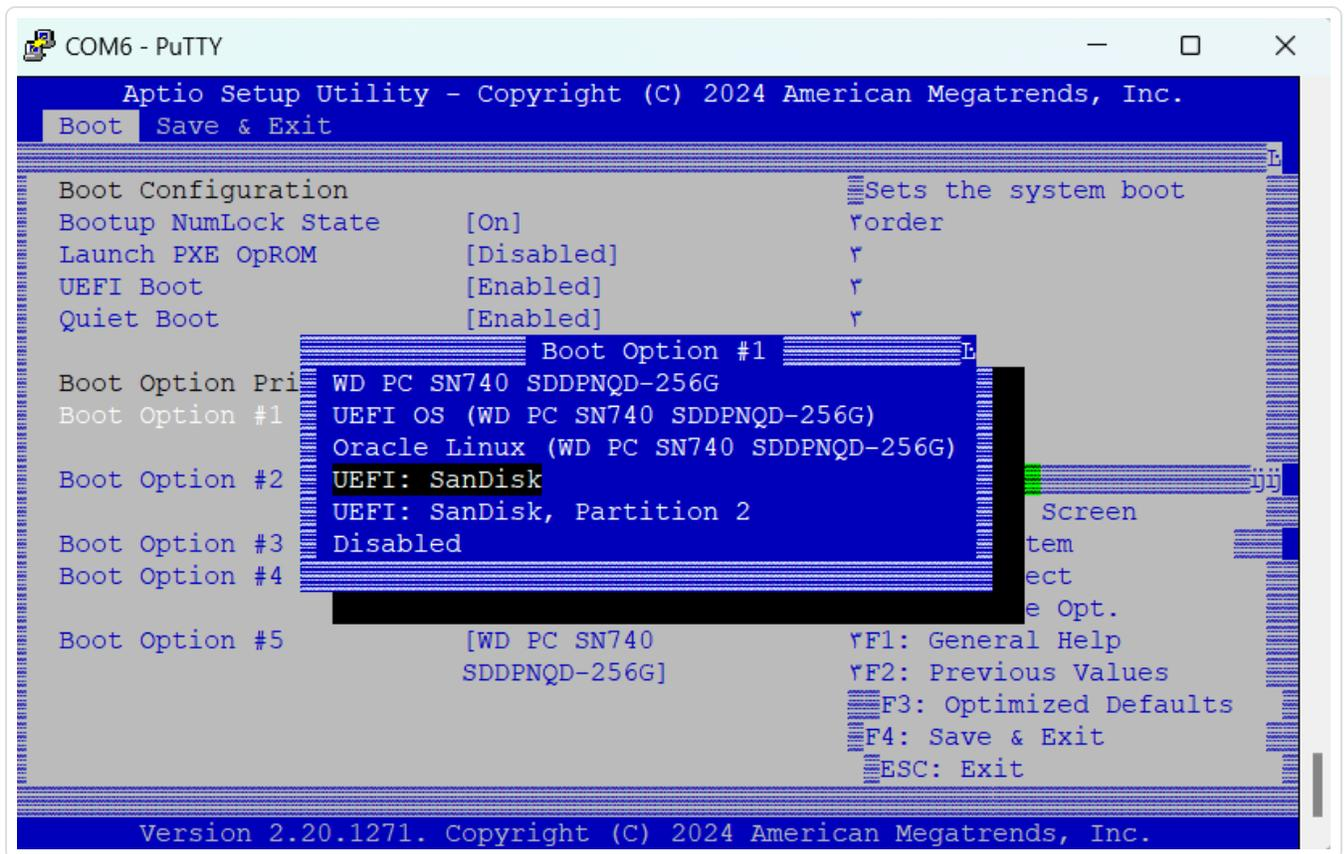 COM6 - PuTTY
Aptio Setup Utility - Copyright (C) 2024 American Megatrends, Inc.
Boot Save & Exit
Boot Configuration Sets the system boot
Bootup NumLock State [On] order
Launch PXE OpROM [Disabled]
UEFI Boot [Enabled]
Quiet Boot [Enabled]
Boot Option #1
Boot Option Pri WD PC SN740 SDDPNQD-256G
Boot Option #1 UEFI OS (WD PC SN740 SDDPNQD-256G)
Oracle Linux (WD PC SN740 SDDPNQD-256G)
Boot Option #2 UEFI: SanDisk
UEFI: SanDisk, Partition 2 Screen
Boot Option #3 Disabled tem
Boot Option #4 ect
e Opt.
Boot Option #5 [WD PC SN740 F1: General Help
SDDPNQD-256G] F2: Previous Values
F3: Optimized Defaults
F4: Save & Exit
ESC: Exit
Version 2.20.1271. Copyright (C) 2024 American Megatrends, Inc.